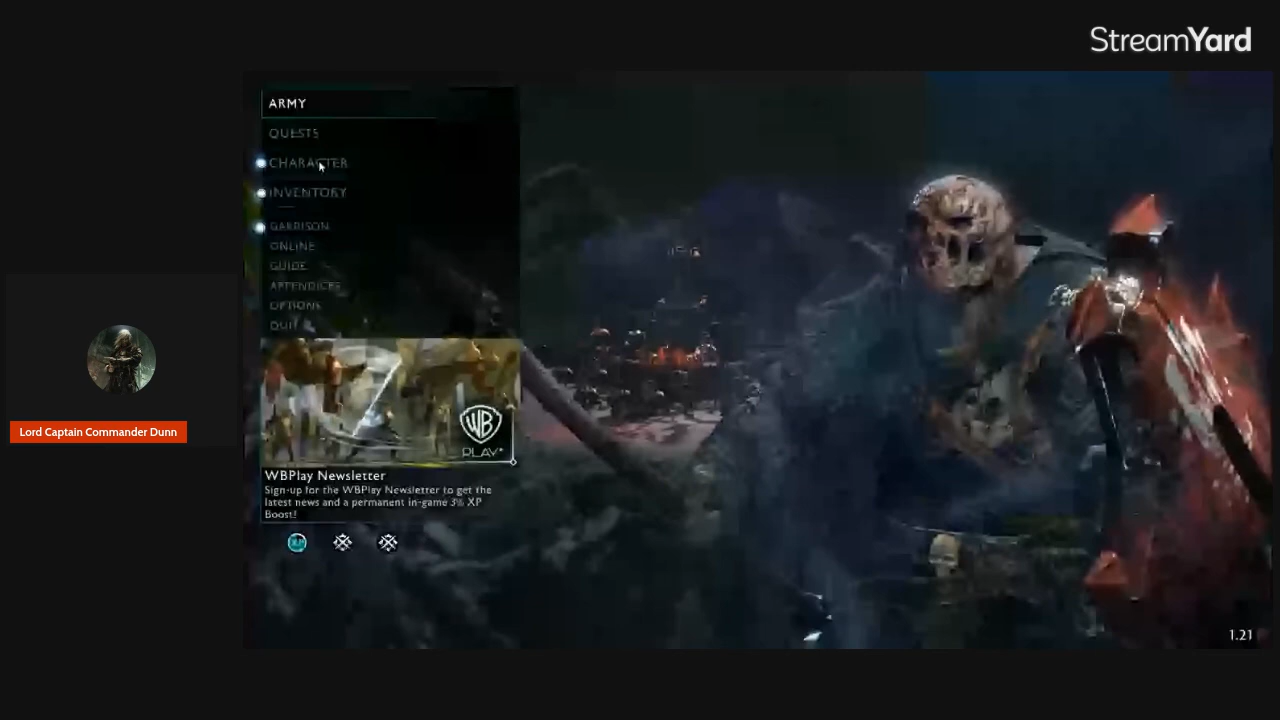 StreamYard
ARMY
QUESTS
CHARACTER
INVENTORY
GARRISON
ONLINE
GUIDE
APPENDICES
OPTIONS
QUIT
WB
PLAY
WBPlay Newsletter
Sign-up for the WBPlay Newsletter to get the
latest news and a permanent in-game 3% XP
Boost!
Lord Captain Commander Dunn
1.21